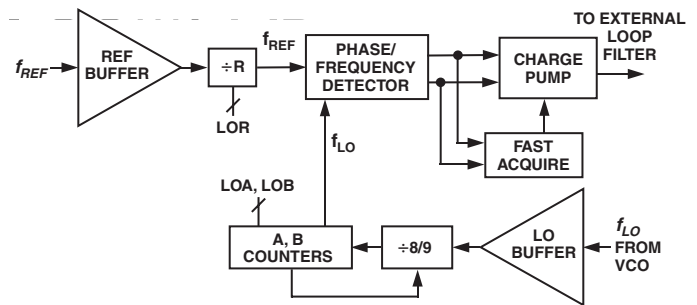 TO EXTERNAL
LOOP
FILTER
f_REF
REF
BUFFER
÷R
LOR
f_REF
PHASE/
FREQUENCY
DETECTOR
CHARGE
PUMP
FAST
ACQUIRE
f_LO
LOA, LOB
A, B
COUNTERS
÷8/9
LO
BUFFER
f_LO
FROM
VCO